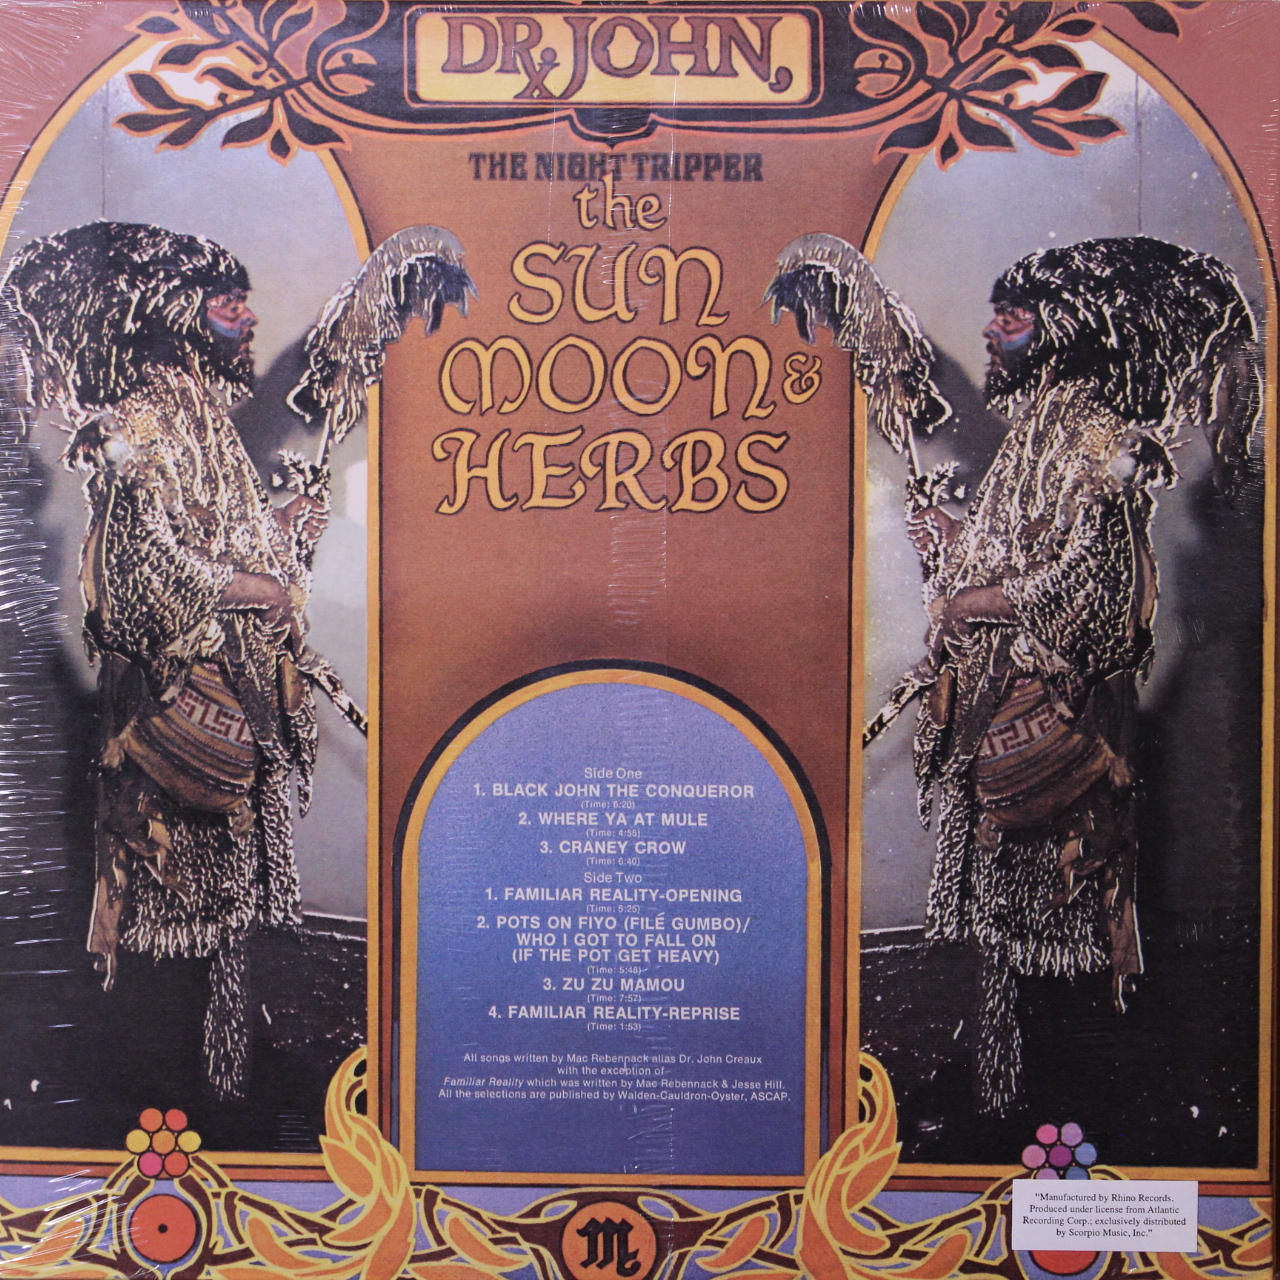 DR. JOHN,
THE NIGHT TRIPPER
the
SUN
MOON &
HERBS
Side One
1. BLACK JOHN THE CONQUEROR
(Time: 6:20)
2. WHERE YA AT MULE
(Time: 4:55)
3. CRANEY CROW
(Time: 6:40)
Side Two
1. FAMILIAR REALITY-OPENING
(Time: 5:25)
2. POTS ON FIYO (FILÉ GUMBO)/
WHO I GOT TO FALL ON
(IF THE POT GET HEAVY)
(Time: 5:48)
3. ZU ZU MAMOU
(Time: 7:57)
4. FAMILIAR REALITY-REPRISE
(Time: 1:53)
All songs written by Mac Rebennack alias Dr. John Creaux
with the exception of
Familiar Reality which was written by Mac Rebennack & Jesse Hill.
All the selections are published by Walden-Cauldron-Oyster, ASCAP.
"Manufactured by Rhino Records.
Produced under license from Atlantic
Recording Corp.; exclusively distributed
by Scorpio Music, Inc."